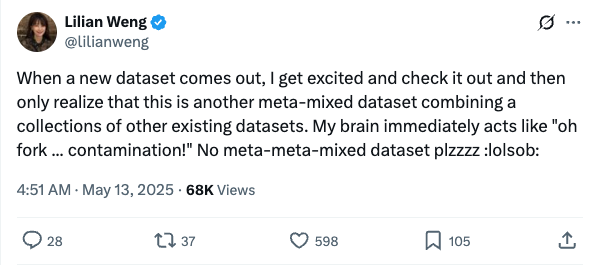 Lilian Weng
@lilianweng
When a new dataset comes out, I get excited and check it out and then
only realize that this is another meta-mixed dataset combining a
collections of other existing datasets. My brain immediately acts like "oh
fork ... contamination!" No meta-meta-mixed dataset plzzzz :lolsob:
4:51 AM · May 13, 2025 · 68K Views
28 37 598 105